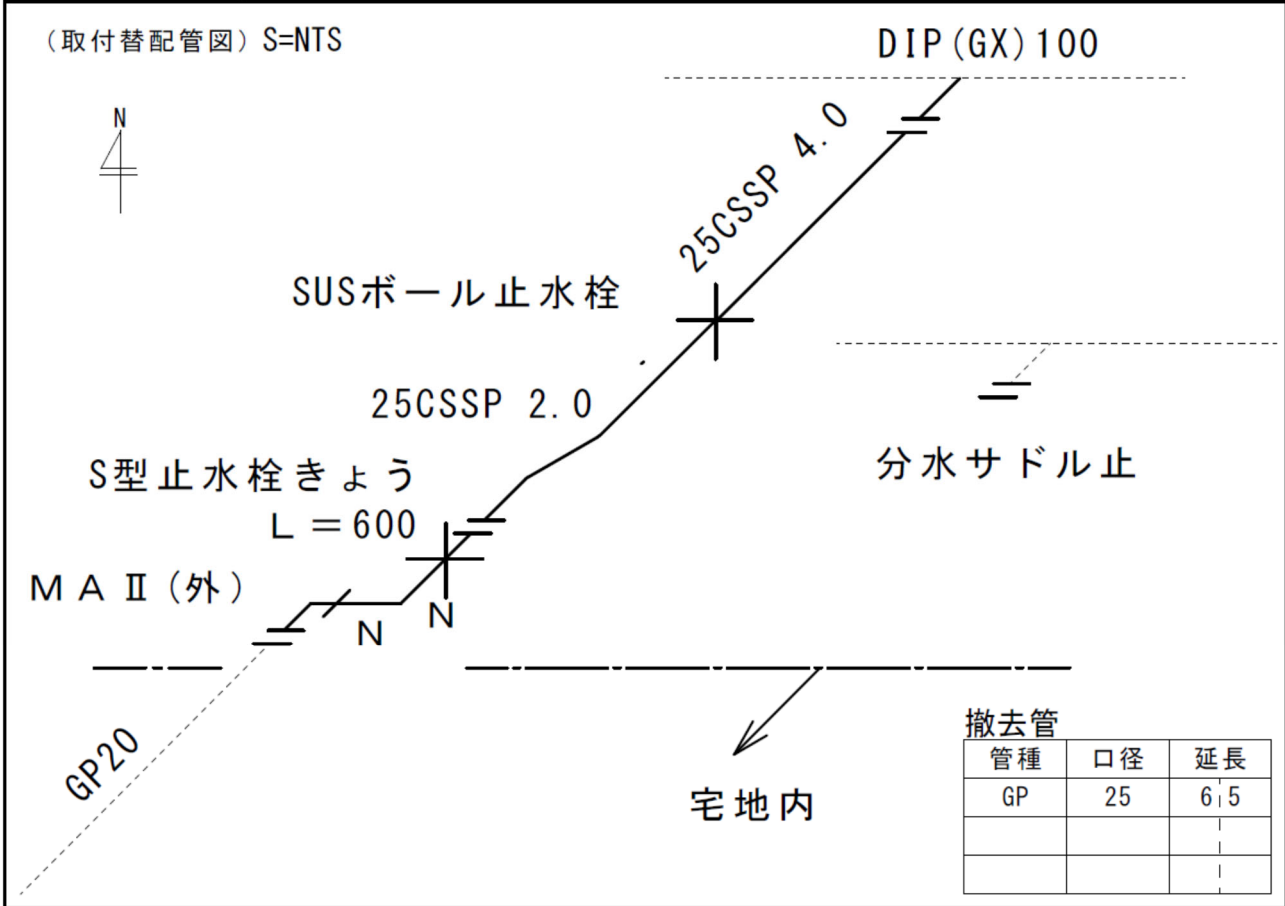 (取付替配管図) S=NTS
DIP(GX)100
N
25CSSP 4.0
SUSボール止水栓
25CSSP 2.0
分水サドル止
S型止水栓きょう
L=600
MAⅡ(外)
N
N
GP20
宅地内
撤去管
管種 口径 延長
GP 25 6 5